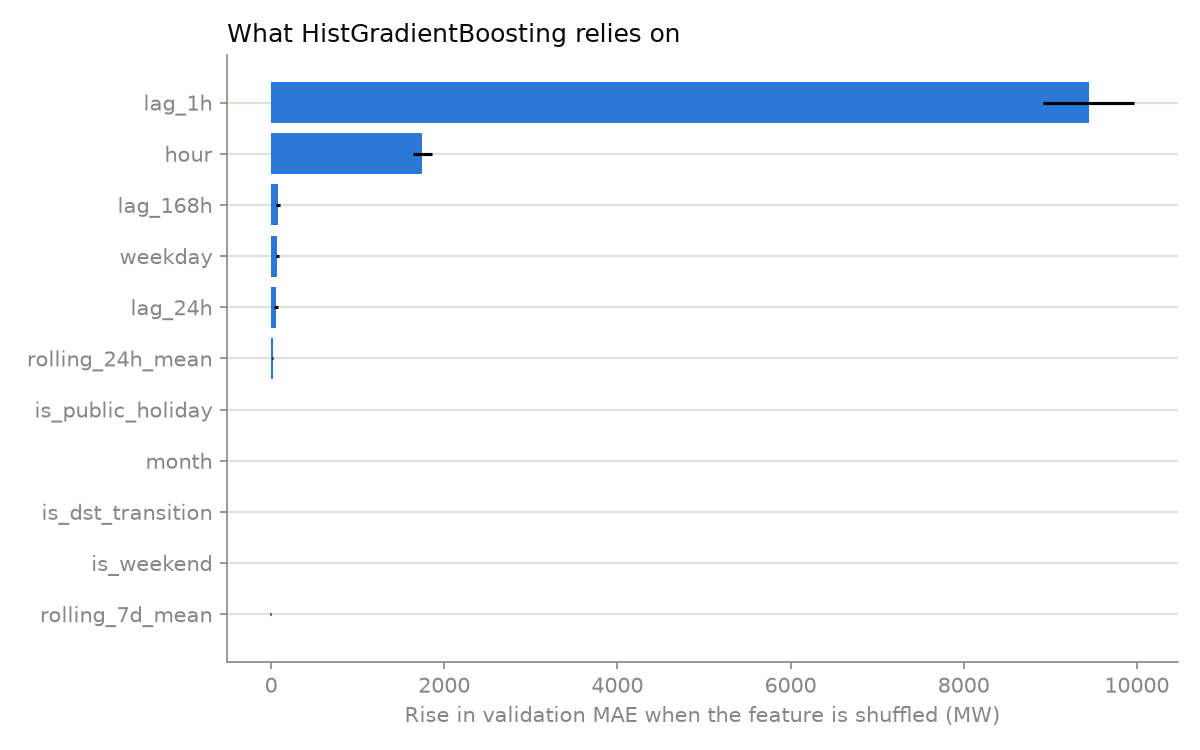 What HistGradientBoosting relies on
lag_1h
hour
lag_168h
weekday
lag_24h
rolling_24h_mean
is_public_holiday
month
is_dst_transition
is_weekend
rolling_7d_mean
0 2000 4000 6000 8000 10000
Rise in validation MAE when the feature is shuffled (MW)